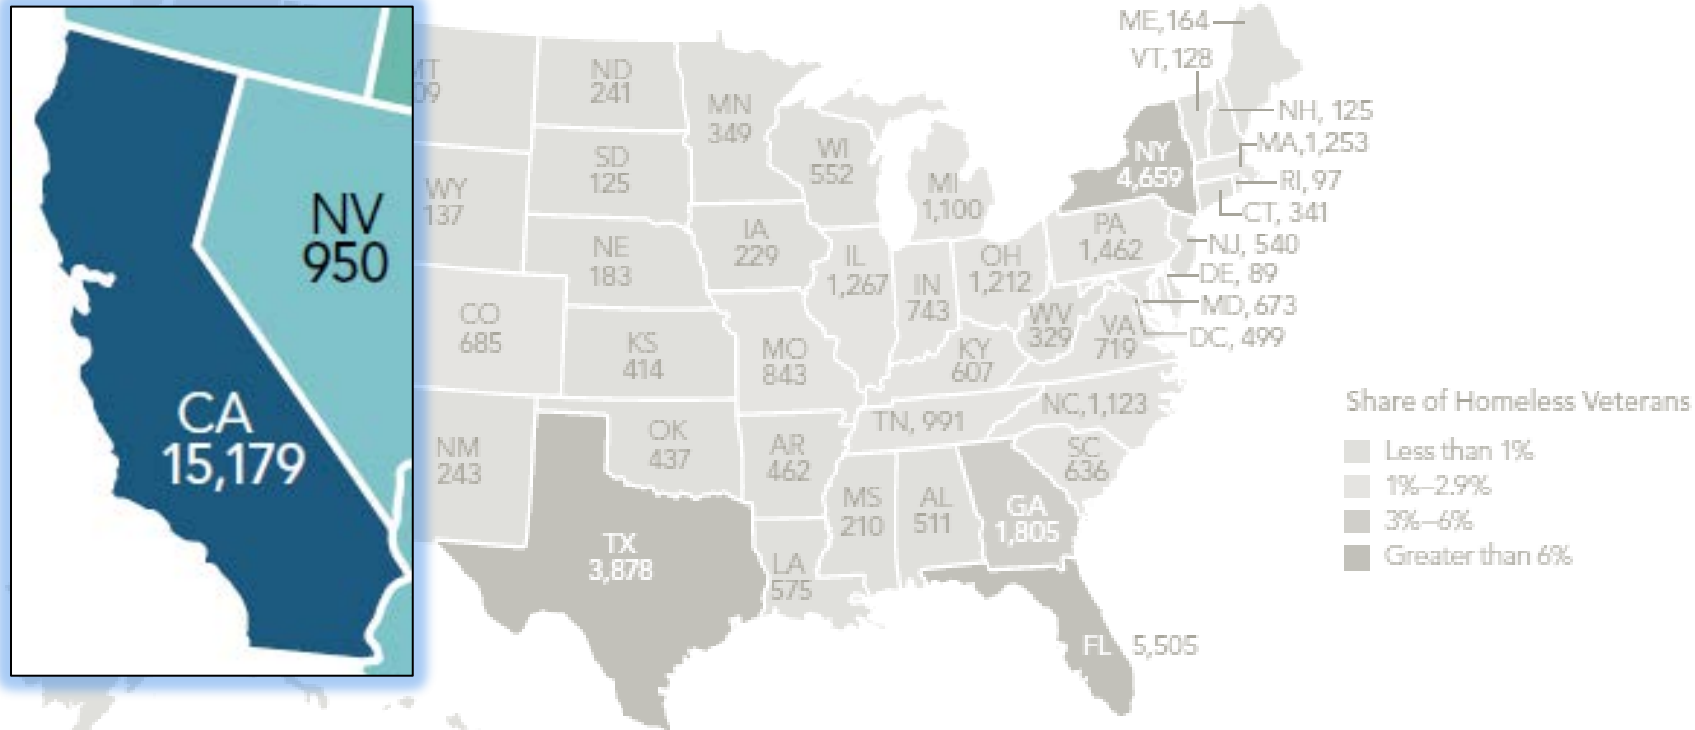 NV
950
CA
15,179
MT
09
ND
241
MN
349
WY
137
SD
125
WI
552
MI
1,100
NY
4,659
ME,164
VT, 128
NH, 125
MA,1,253
RI, 97
CT, 341
NJ, 540
DE, 89
MD, 673
DC, 499
NE
183
IA
229
IL
1,267
IN
743
OH
1,212
PA
1,462
WV
329
VA
719
CO
685
KS
414
MO
843
KY
607
NC,1,123
TN, 991
SC
636
NM
243
OK
437
AR
462
MS
210
AL
511
GA
1,805
TX
3,878
LA
575
FL 5,505
Share of Homeless Veterans
Less than 1%
1%–2.9%
3%–6%
Greater than 6%